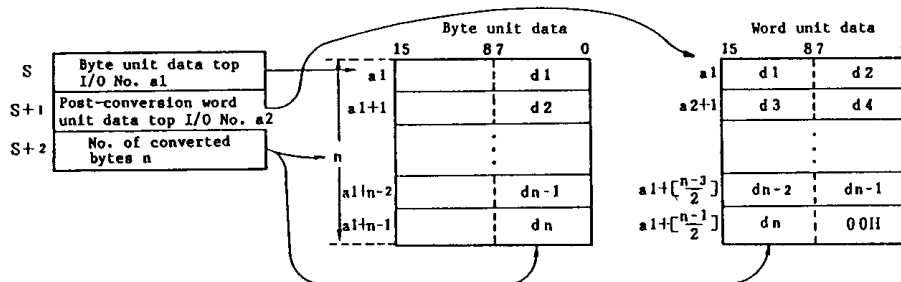 Byte unit data
Word unit data
15 8 7 0
15 8 7 0
S
Byte unit data top
I/O No. a1
S+1
Post-conversion word
unit data top I/O No. a2
S+2
No. of converted
bytes n
n
a1 d1
a1+1 d2
a1+n-2 dn-1
a1+n-1 dn
a1 d1 d2
a2+1 d3 d4
a1+[n-3/2] dn-2 dn-1
a1+[n-1/2] dn 00H